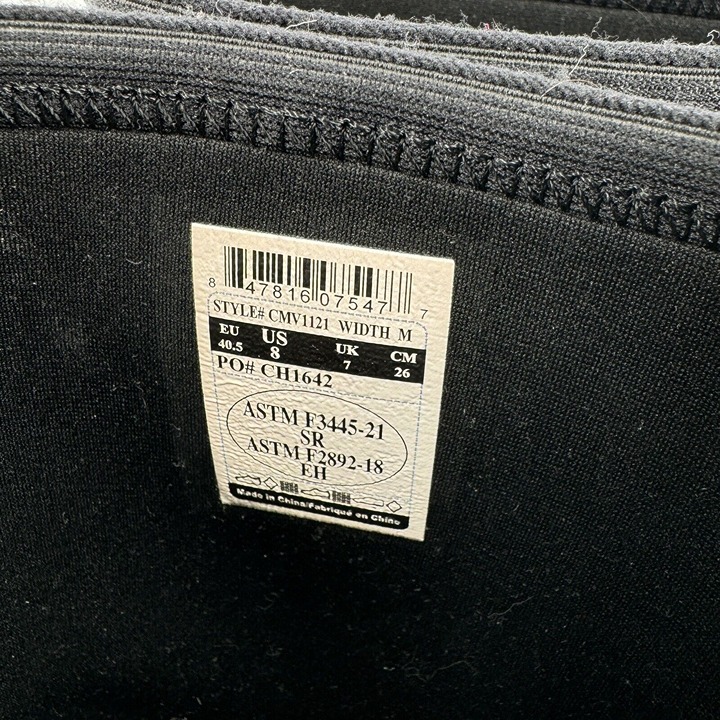 8 47816 07547 7
STYLE# CMV1121 WIDTH M
EU US UK CM
40.5 8 7 26
PO# CH1642
ASTM F3445-21
SR
ASTM F2892-18
EH
Made in China/Fabriqué en Chine